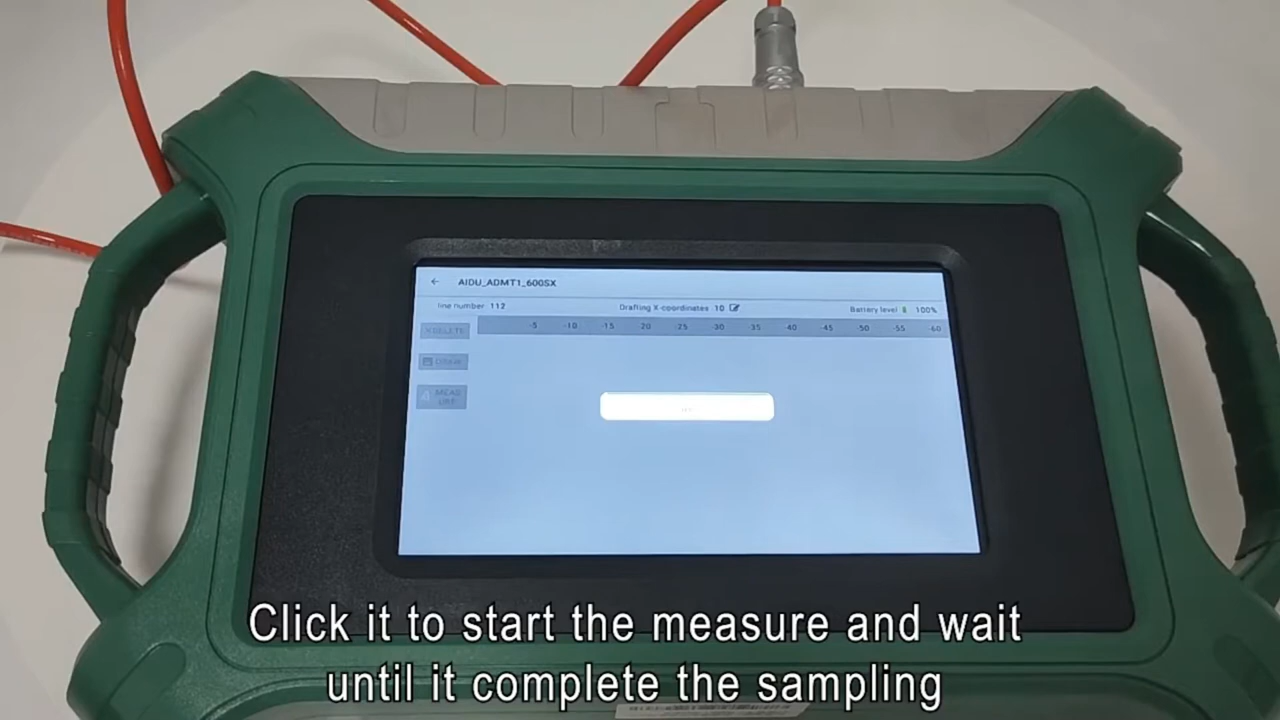 ← AIDU_ADMT1_600SX
line number 112 Drafting X-coordinates 10 Battery level 100%
-5 -10 -15 -20 -25 -30 -35 -40 -45 -50 -55 -60
DELETE
Click it to start the measure and wait
until it complete the sampling